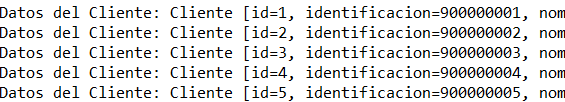 Datos del Cliente: Cliente [id=1, identificacion=900000001, nom
Datos del Cliente: Cliente [id=2, identificacion=900000002, nom
Datos del Cliente: Cliente [id=3, identificacion=900000003, nom
Datos del Cliente: Cliente [id=4, identificacion=900000004, nom
Datos del Cliente: Cliente [id=5, identificacion=900000005, nom